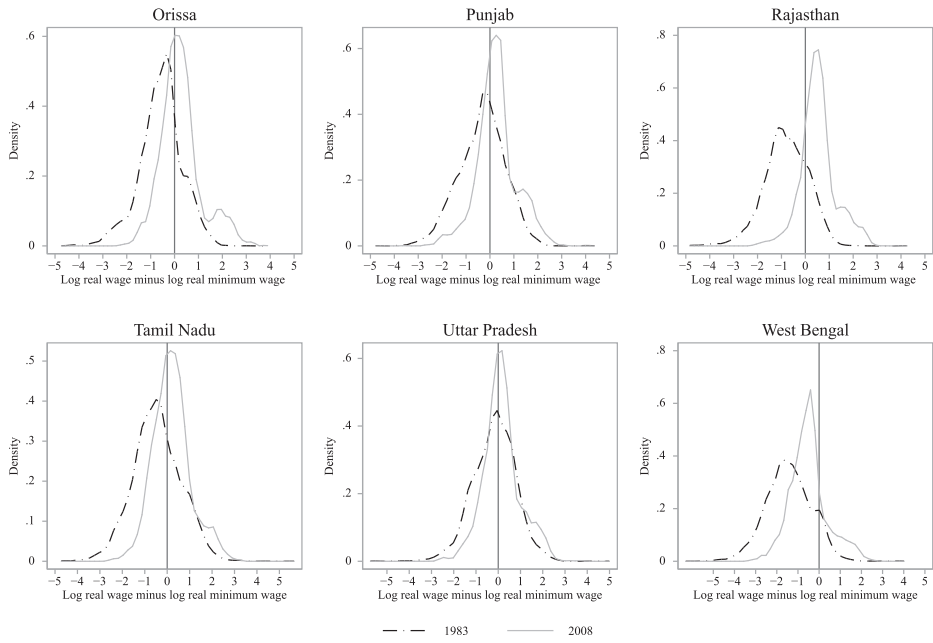 Orissa
Punjab
Rajasthan
.6
.4
.2
0
Density
−5 −4 −3 −2 −1 0 1 2 3 4 5
Log real wage minus log real minimum wage
.6
.4
.2
0
Density
−5 −4 −3 −2 −1 0 1 2 3 4 5
Log real wage minus log real minimum wage
.8
.6
.4
.2
0
Density
−5 −4 −3 −2 −1 0 1 2 3 4 5
Log real wage minus log real minimum wage
Tamil Nadu
Uttar Pradesh
West Bengal
.5
.4
.3
.2
.1
0
Density
−5 −4 −3 −2 −1 0 1 2 3 4 5
Log real wage minus log real minimum wage
.6
.4
.2
0
Density
−5 −4 −3 −2 −1 0 1 2 3 4 5
Log real wage minus log real minimum wage
.8
.6
.4
.2
0
Density
−5 −4 −3 −2 −1 0 1 2 3 4 5
Log real wage minus log real minimum wage
1983
2008